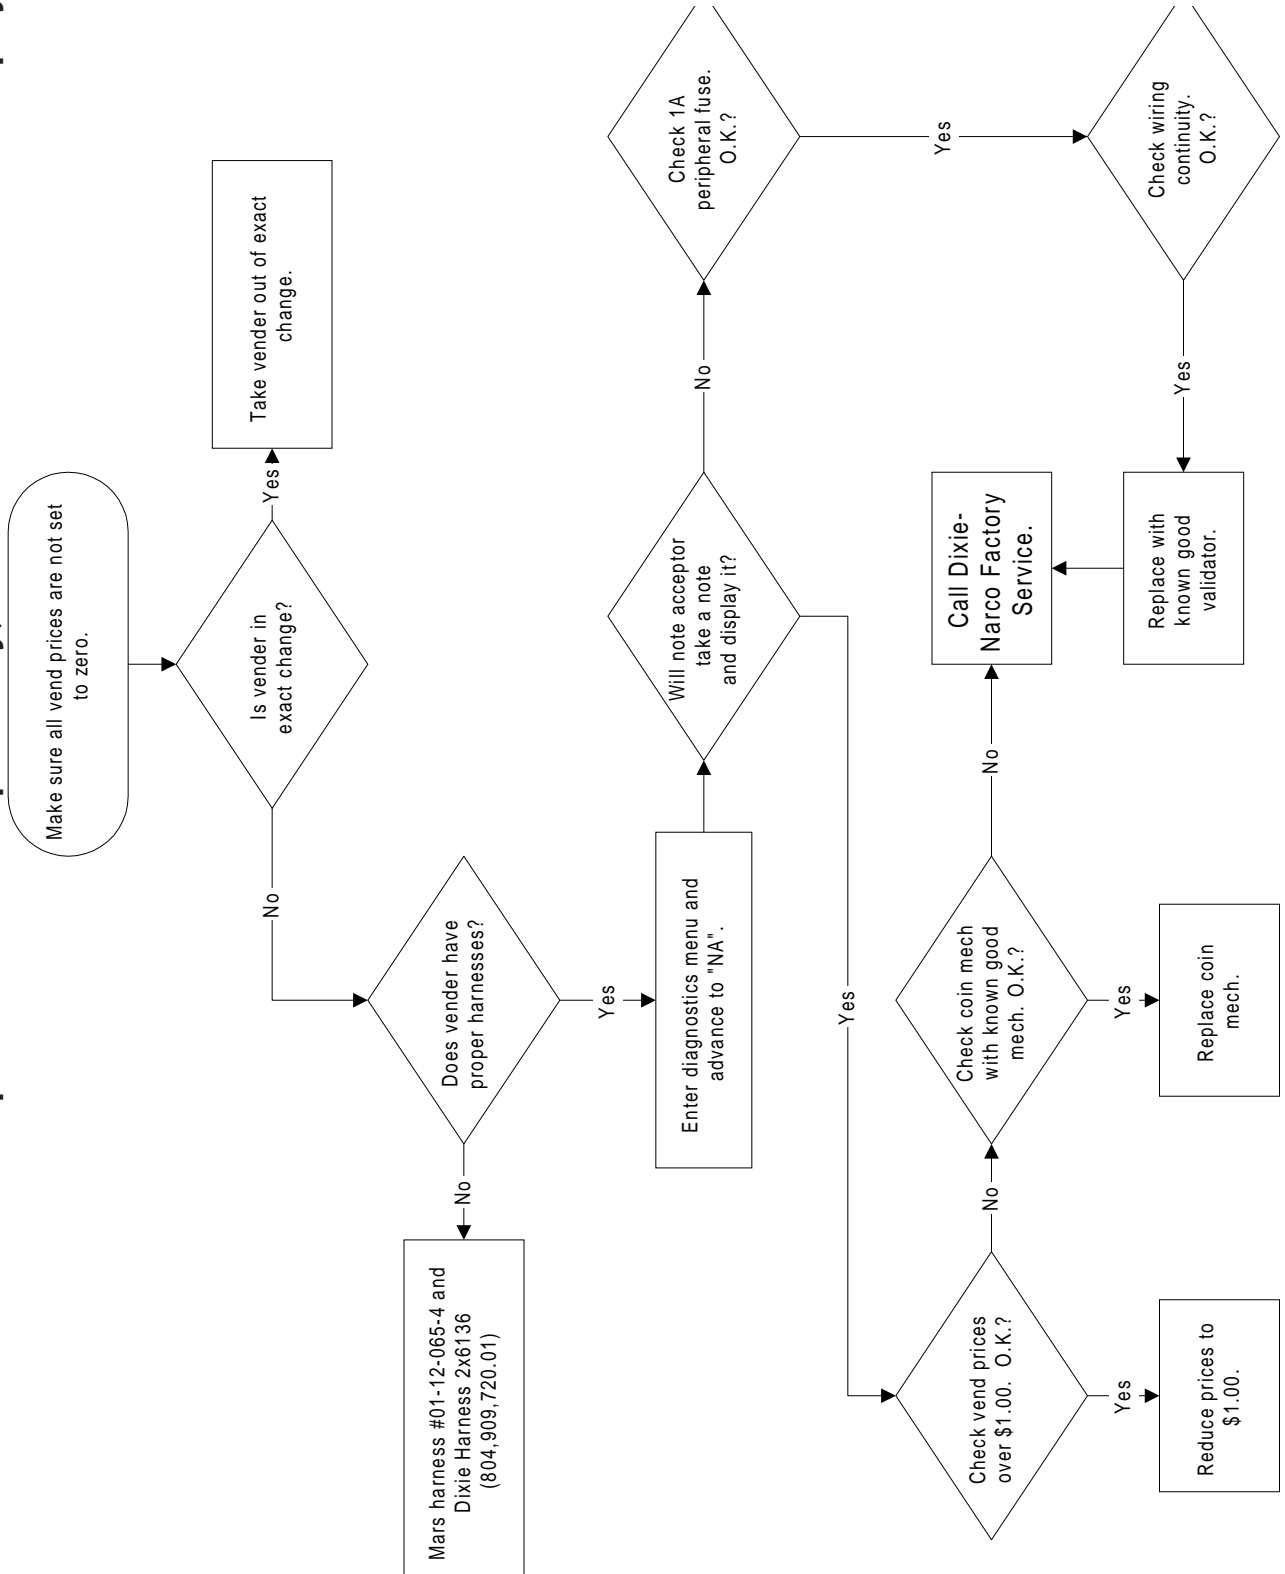 Make sure all vend prices are not set
to zero.
Is vender in
exact change?
Yes
Take vender out of exact
change.
No
Does vender have
proper harnesses?
No
Mars harness #01-12-065-4 and
Dixie Harness 2x6136
(804,909,720.01)
Yes
Enter diagnostics menu and
advance to "NA".
Will note acceptor
take a note
and display it?
No
Check 1A
peripheral fuse.
O.K.?
Yes
Check wiring
continuity.
O.K.?
Yes
Replace with
known good
validator.
Call Dixie-
Narco Factory
Service.
Yes
Check vend prices
over $1.00. O.K.?
Yes
Reduce prices to
$1.00.
No
Check coin mech
with known good
mech. O.K.?
Yes
Replace coin
mech.
No